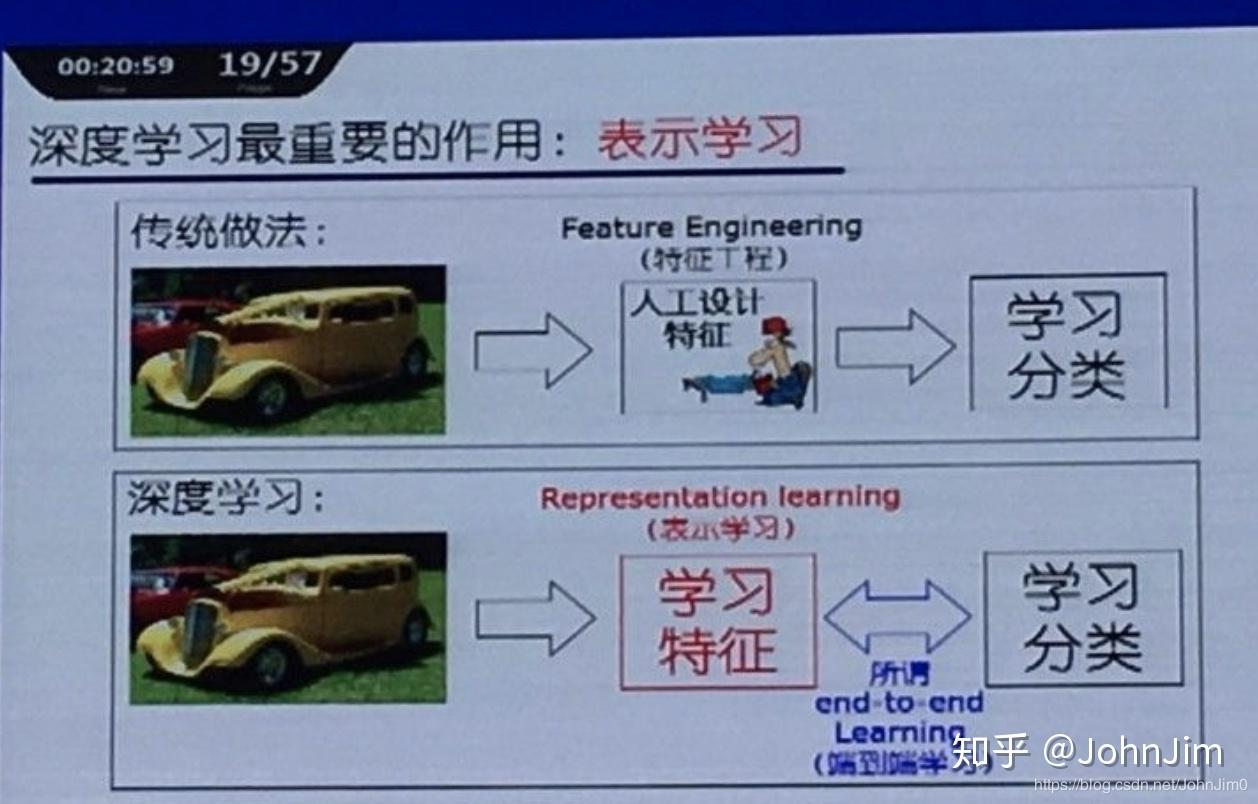 00:20:59 19/57
深度学习最重要的作用：表示学习
传统做法：
Feature Engineering
（特征工程）
人工设计
特征
学习
分类
深度学习：
Representation learning
（表示学习）
学习
特征
学习
分类
所谓
end-to-end
Learning
（端到端学习）
知乎 @JohnJim
https://blog.csdn.net/JohnJim0